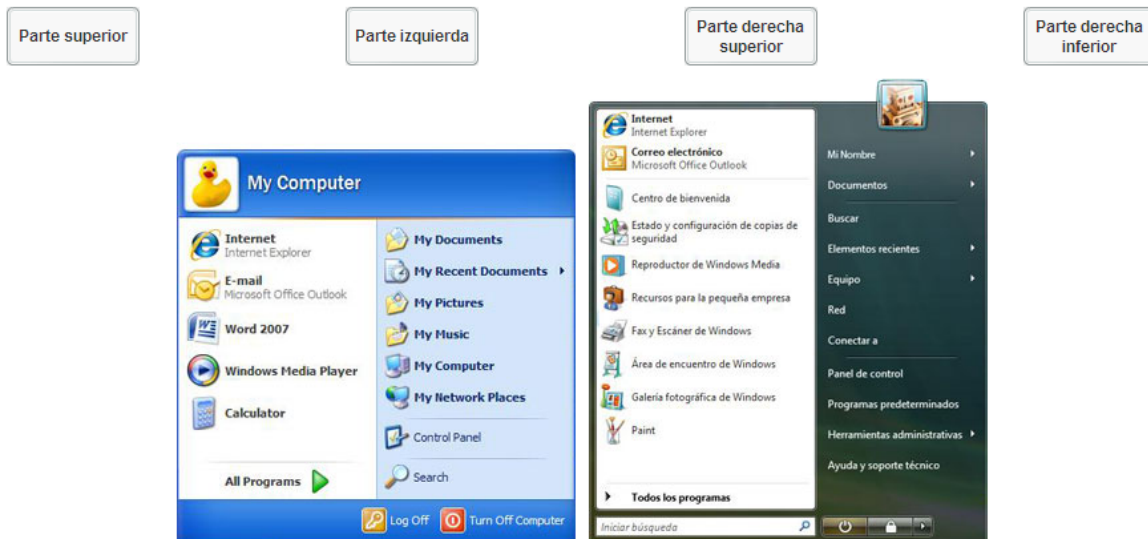 Parte superior
Parte izquierda
Parte derecha
superior
Parte derecha
inferior
My Computer
Internet
Internet Explorer
E-mail
Microsoft Office Outlook
Word 2007
Windows Media Player
Calculator
All Programs
My Documents
My Recent Documents
My Pictures
My Music
My Computer
My Network Places
Control Panel
Search
Log Off
Turn Off Computer
Internet
Internet Explorer
Correo electrónico
Microsoft Office Outlook
Centro de bienvenida
Estado y configuración de copias de
seguridad
Reproductor de Windows Media
Recursos para la pequeña empresa
Fax y Escáner de Windows
Área de encuentro de Windows
Galería fotográfica de Windows
Paint
Todos los programas
Iniciar búsqueda
Mi Nombre
Documentos
Buscar
Elementos recientes
Equipo
Red
Conectar a
Panel de control
Programas predeterminados
Herramientas administrativas
Ayuda y soporte técnico